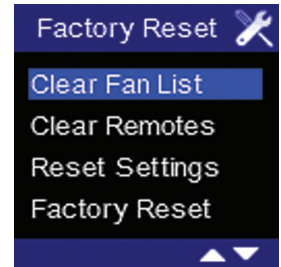 Factory Reset
Clear Fan List
Clear Remotes
Reset Settings
Factory Reset